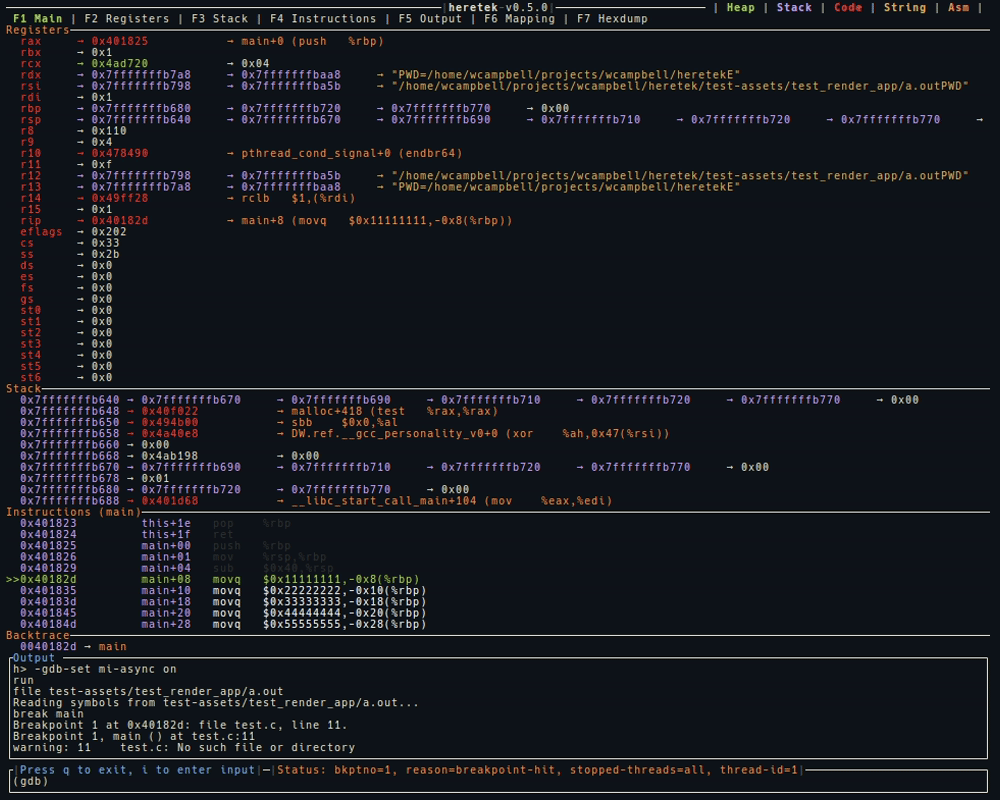 heretek-v0.5.0 | Heap | Stack | Code | String | Asm |
F1 Main | F2 Registers | F3 Stack | F4 Instructions | F5 Output | F6 Mapping | F7 Hexdump
Registers
rax → 0x401825 → main+0 (push %rbp)
rbx → 0x1
rcx → 0x4ad720 → 0x04
rdx → 0x7fffffffb7a8 → 0x7fffffffbaa8 → "PWD=/home/wcampbell/projects/wcampbell/heretekE"
rsi → 0x7fffffffb798 → 0x7fffffffba5b → "/home/wcampbell/projects/wcampbell/heretek/test-assets/test_render_app/a.outPWD"
rdi → 0x1
rbp → 0x7fffffffb680 → 0x7fffffffb720 → 0x7fffffffb770 → 0x00
rsp → 0x7fffffffb640 → 0x7fffffffb670 → 0x7fffffffb690 → 0x7fffffffb710 → 0x7fffffffb720 → 0x7fffffffb770 →
r8 → 0x110
r9 → 0x4
r10 → 0x478490 → pthread_cond_signal+0 (endbr64)
r11 → 0xf
r12 → 0x7fffffffb798 → 0x7fffffffba5b → "/home/wcampbell/projects/wcampbell/heretek/test-assets/test_render_app/a.outPWD"
r13 → 0x7fffffffb7a8 → 0x7fffffffbaa8 → "PWD=/home/wcampbell/projects/wcampbell/heretekE"
r14 → 0x49ff28 → rclb $1,(%rdi)
r15 → 0x1
rip → 0x40182d → main+8 (movq $0x11111111,-0x8(%rbp))
eflags → 0x202
cs → 0x33
ss → 0x2b
ds → 0x0
es → 0x0
fs → 0x0
gs → 0x0
st0 → 0x0
st1 → 0x0
st2 → 0x0
st3 → 0x0
st4 → 0x0
st5 → 0x0
st6 → 0x0
Stack
0x7fffffffb640 → 0x7fffffffb670 → 0x7fffffffb690 → 0x7fffffffb710 → 0x7fffffffb720 → 0x7fffffffb770 → 0x00
0x7fffffffb648 → 0x40f022 → malloc+418 (test %rax,%rax)
0x7fffffffb650 → 0x494b00 → sbb $0x0,%al
0x7fffffffb658 → 0x4a40e8 → DW.ref.__gcc_personality_v0+0 (xor %ah,0x47(%rsi))
0x7fffffffb660 → 0x00
0x7fffffffb668 → 0x4ab198 → 0x00
0x7fffffffb670 → 0x7fffffffb690 → 0x7fffffffb710 → 0x7fffffffb720 → 0x7fffffffb770 → 0x00
0x7fffffffb678 → 0x01
0x7fffffffb680 → 0x7fffffffb720 → 0x7fffffffb770 → 0x00
0x7fffffffb688 → 0x401d68 → __libc_start_call_main+104 (mov %eax,%edi)
Instructions (main)
0x401823 this+1e pop %rbp
0x401824 this+1f ret
0x401825 main+00 push %rbp
0x401826 main+01 mov %rsp,%rbp
0x401829 main+04 sub $0x40,%rsp
>>0x40182d main+08 movq $0x11111111,-0x8(%rbp)
0x401835 main+10 movq $0x22222222,-0x10(%rbp)
0x40183d main+18 movq $0x33333333,-0x18(%rbp)
0x401845 main+20 movq $0x44444444,-0x20(%rbp)
0x40184d main+28 movq $0x55555555,-0x28(%rbp)
Backtrace
0040182d → main
Output
h> -gdb-set mi-async on
run
file test-assets/test_render_app/a.out
Reading symbols from test-assets/test_render_app/a.out...
break main
Breakpoint 1 at 0x40182d: file test.c, line 11.
Breakpoint 1, main () at test.c:11
warning: 11 test.c: No such file or directory
|Press q to exit, i to enter input|—|Status: bkptno=1, reason=breakpoint-hit, stopped-threads=all, thread-id=1|
(gdb)